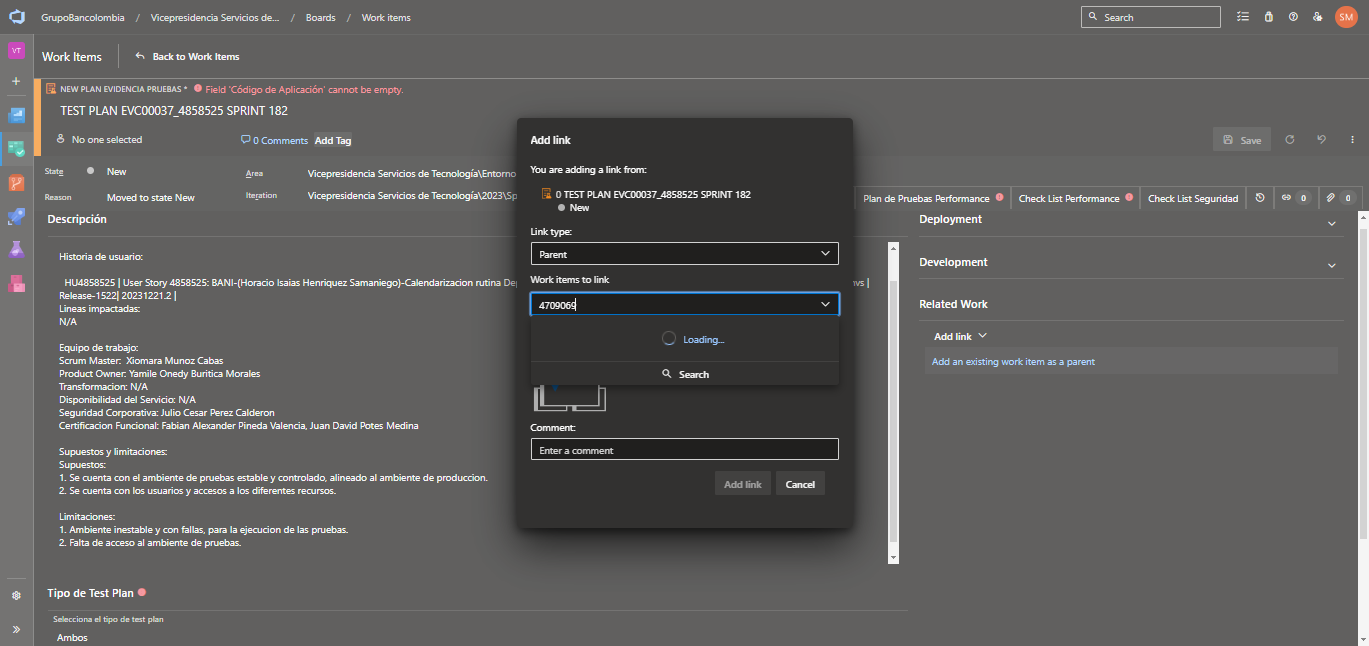 GrupoBancolombia / Vicepresidencia Servicios de... / Boards / Work items
Search
SM
VT
Work Items
Back to Work Items
NEW PLAN EVIDENCIA PRUEBAS *
Field 'Código de Aplicación' cannot be empty.
TEST PLAN EVC00037_4858525 SPRINT 182
No one selected
0 Comments
Add Tag
Save
State
New
Area
Vicepresidencia Servicios de Tecnología\Entorno
Reason
Moved to state New
Iteration
Vicepresidencia Servicios de Tecnología\2023\Sp
Plan de Pruebas Performance
Check List Performance
Check List Seguridad
0
0
Descripción
Historia de usuario:
HU4858525 | User Story 4858525: BANI-(Horacio Isaias Henriquez Samaniego)-Calendarizacion rutina De
nvs |
Release-1522| 20231221.2 |
Lineas impactadas:
N/A
Equipo de trabajo:
Scrum Master: Xiomara Munoz Cabas
Product Owner: Yamile Onedy Buritica Morales
Transformacion: N/A
Disponibilidad del Servicio: N/A
Seguridad Corporativa: Julio Cesar Perez Calderon
Certificacion Funcional: Fabian Alexander Pineda Valencia, Juan David Potes Medina
Supuestos y limitaciones:
Supuestos:
1. Se cuenta con el ambiente de pruebas estable y controlado, alineado al ambiente de produccion.
2. Se cuenta con los usuarios y accesos a los diferentes recursos.
Limitaciones:
1. Ambiente inestable y con fallas, para la ejecucion de las pruebas.
2. Falta de acceso al ambiente de pruebas.
Tipo de Test Plan
Selecciona el tipo de test plan
Ambos
Add link
You are adding a link from:
0 TEST PLAN EVC00037_4858525 SPRINT 182
New
Link type:
Parent
Work items to link
4709069
Loading...
Search
Comment:
Enter a comment
Add link
Cancel
Deployment
Development
Related Work
Add link
Add an existing work item as a parent